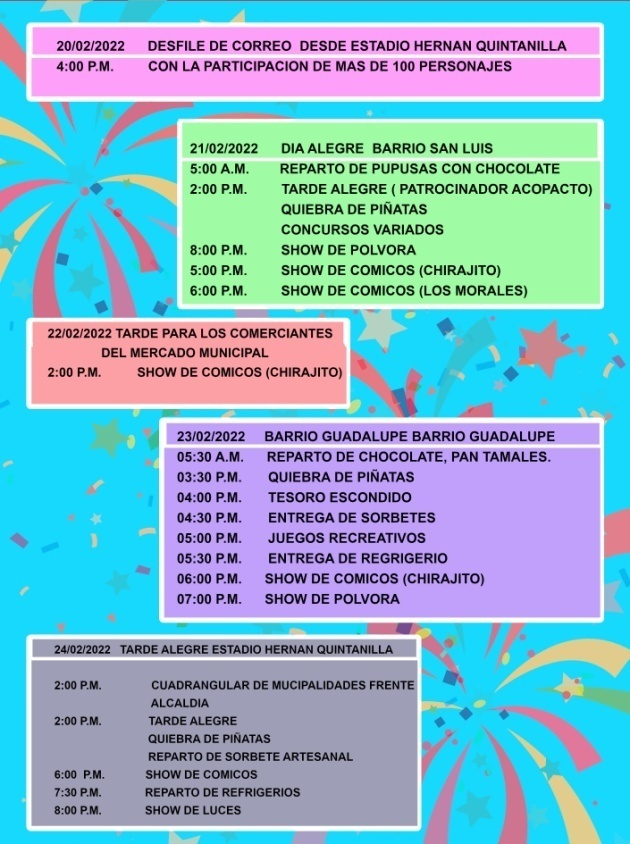 20/02/2022 DESFILE DE CORREO DESDE ESTADIO HERNAN QUINTANILLA
4:00 P.M. CON LA PARTICIPACION DE MAS DE 100 PERSONAJES
21/02/2022 DIA ALEGRE BARRIO SAN LUIS
5:00 A.M. REPARTO DE PUPUSAS CON CHOCOLATE
2:00 P.M. TARDE ALEGRE ( PATROCINADOR ACOPACTO)
QUIEBRA DE PIÑATAS
CONCURSOS VARIADOS
8:00 P.M. SHOW DE POLVORA
5:00 P.M. SHOW DE COMICOS (CHIRAJITO)
6:00 P.M. SHOW DE COMICOS (LOS MORALES)
22/02/2022 TARDE PARA LOS COMERCIANTES
DEL MERCADO MUNICIPAL
2:00 P.M. SHOW DE COMICOS (CHIRAJITO)
23/02/2022 BARRIO GUADALUPE BARRIO GUADALUPE
05:30 A.M. REPARTO DE CHOCOLATE, PAN TAMALES.
03:30 P.M. QUIEBRA DE PIÑATAS
04:00 P.M. TESORO ESCONDIDO
04:30 P.M. ENTREGA DE SORBETES
05:00 P.M. JUEGOS RECREATIVOS
05:30 P.M. ENTREGA DE REGRIGERIO
06:00 P.M. SHOW DE COMICOS (CHIRAJITO)
07:00 P.M. SHOW DE POLVORA
24/02/2022 TARDE ALEGRE ESTADIO HERNAN QUINTANILLA
2:00 P.M. CUADRANGULAR DE MUCIPALIDADES FRENTE
ALCALDIA
2:00 P.M. TARDE ALEGRE
QUIEBRA DE PIÑATAS
REPARTO DE SORBETE ARTESANAL
6:00 P.M. SHOW DE COMICOS
7:30 P.M. REPARTO DE REFRIGERIOS
8:00 P.M. SHOW DE LUCES